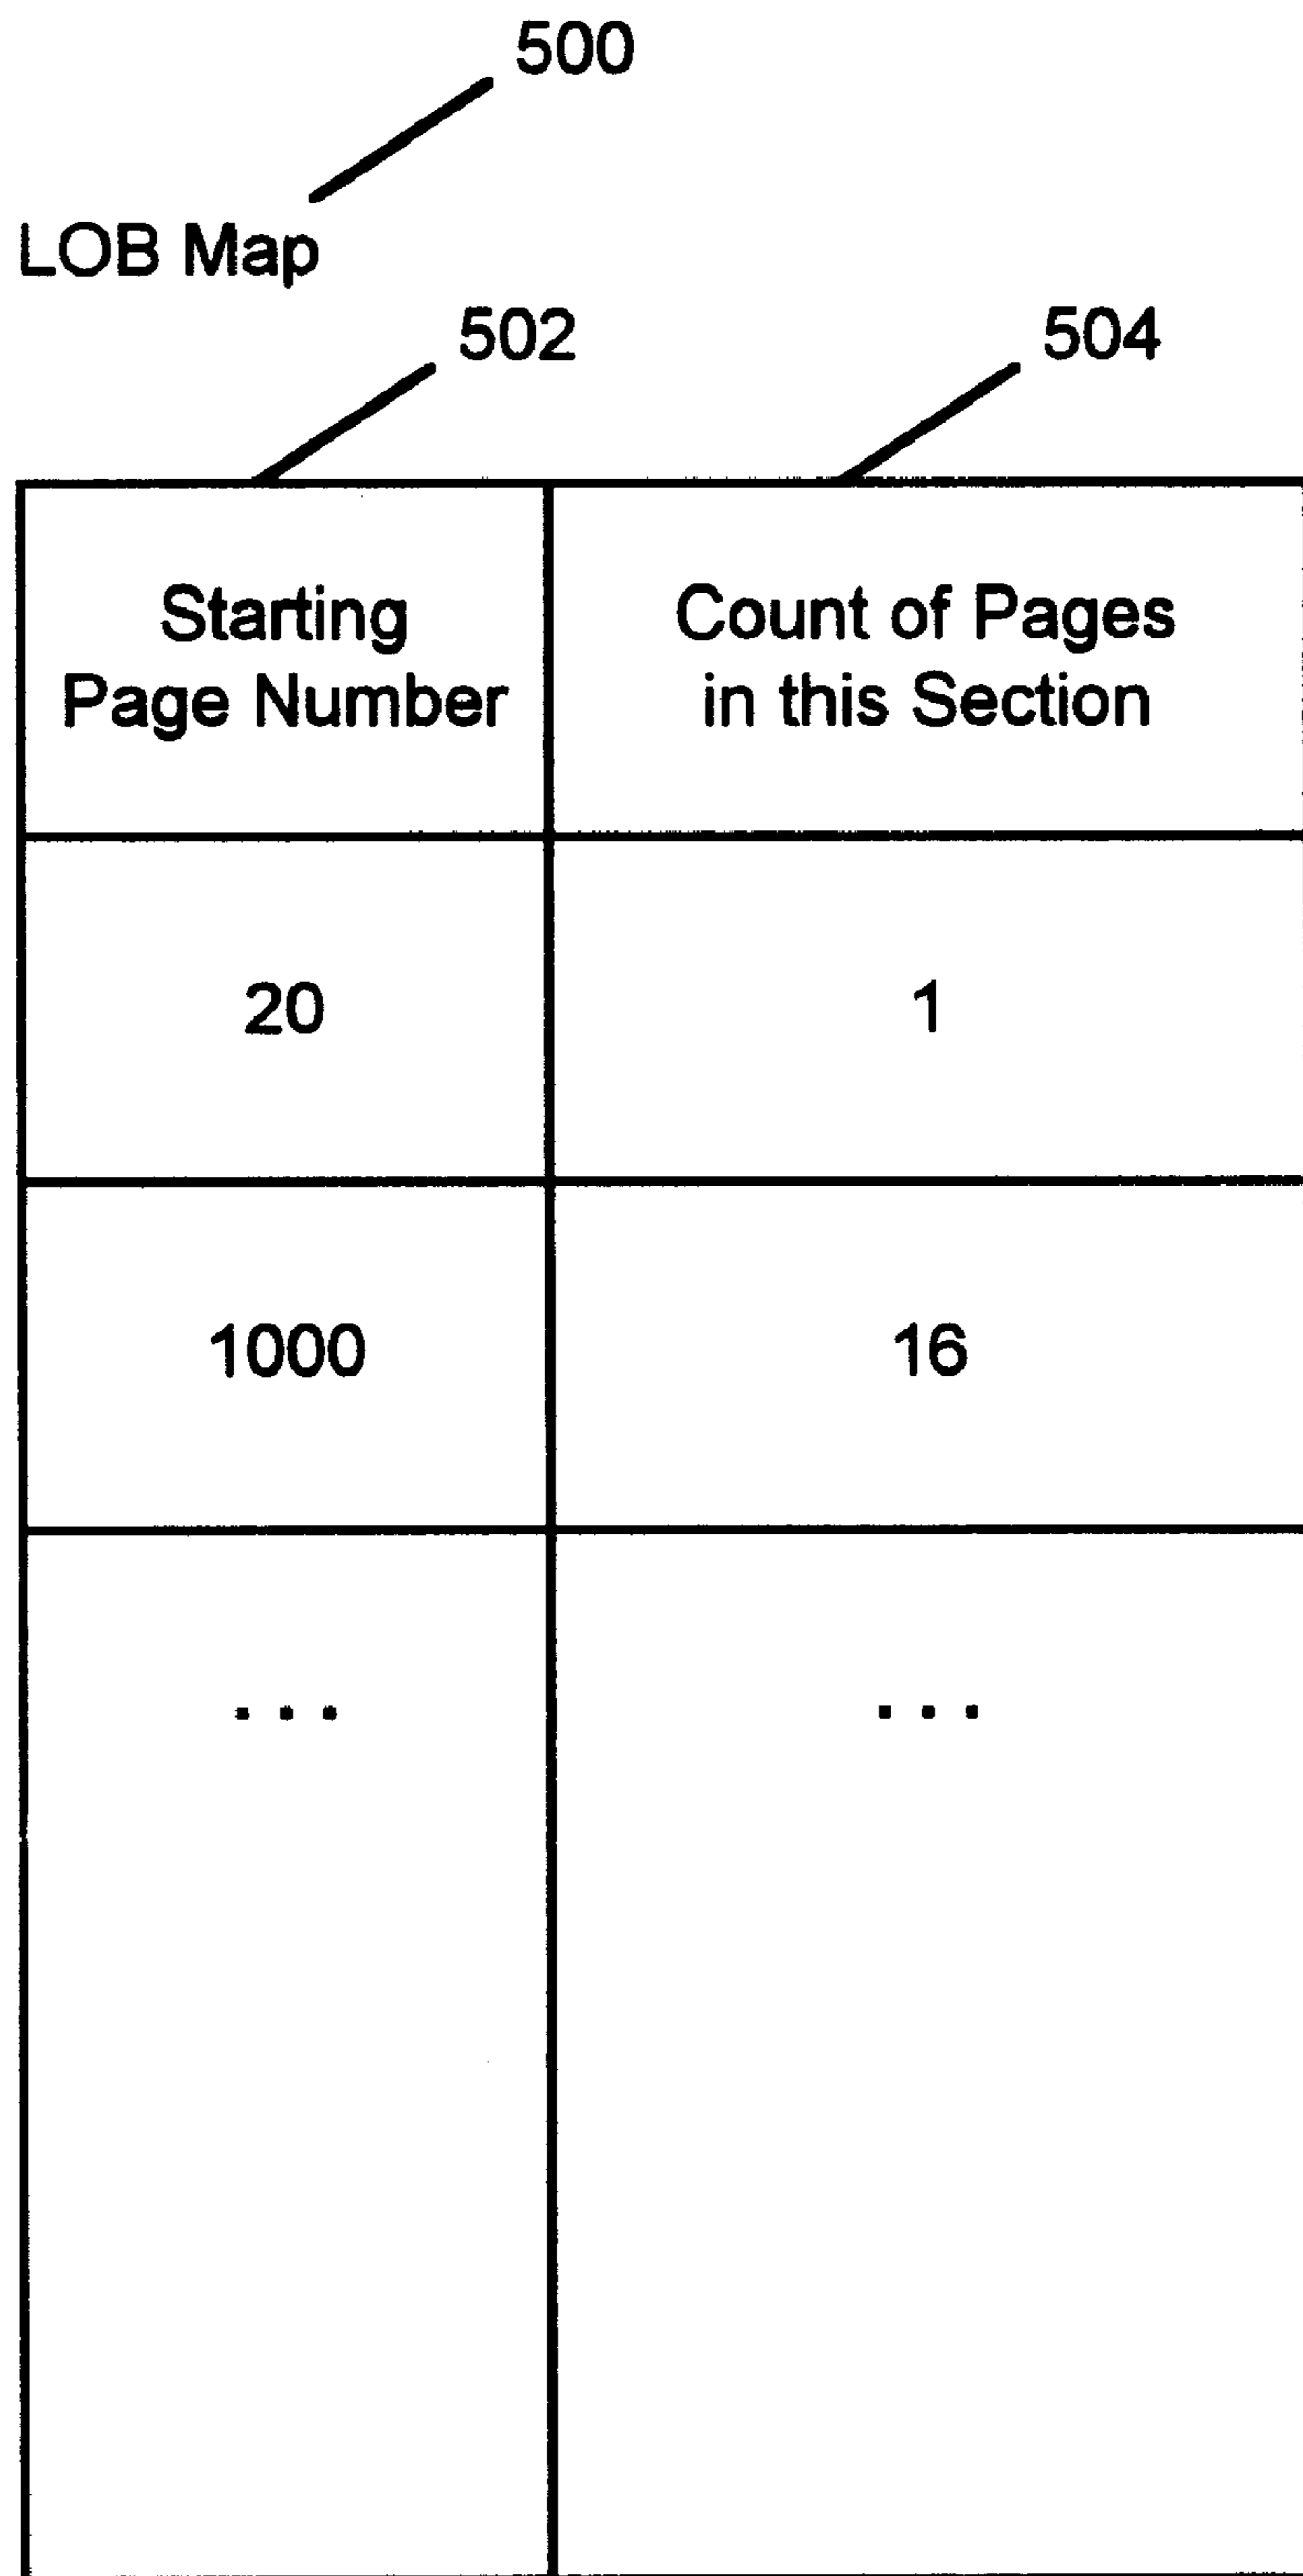 500
LOB Map
502
504
Starting
Page Number
Count of Pages
in this Section
20
1
1000
16
...
...